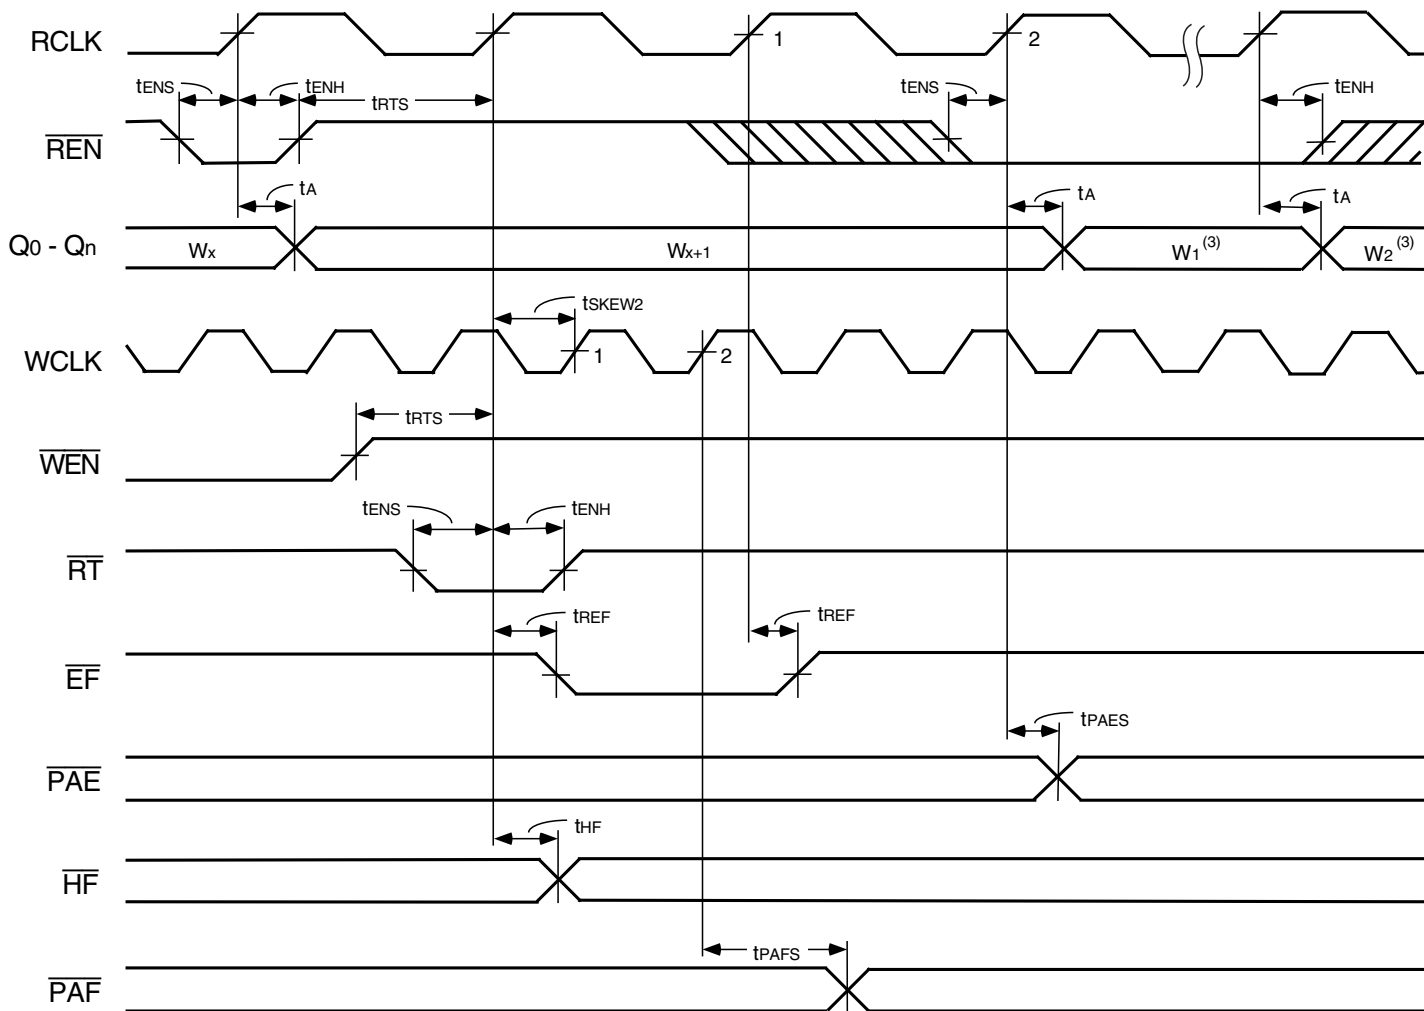 RCLK
1
2
tENS
tENH
tRTS
tENS
tENH
REN
tA
tA
tA
Q0 - Qn
Wx
Wx+1
W1(3)
W2(3)
tSKEW2
WCLK
1
2
tRTS
WEN
tENS
tENH
RT
tREF
tREF
EF
tPAES
PAE
tHF
HF
tPAFS
PAF